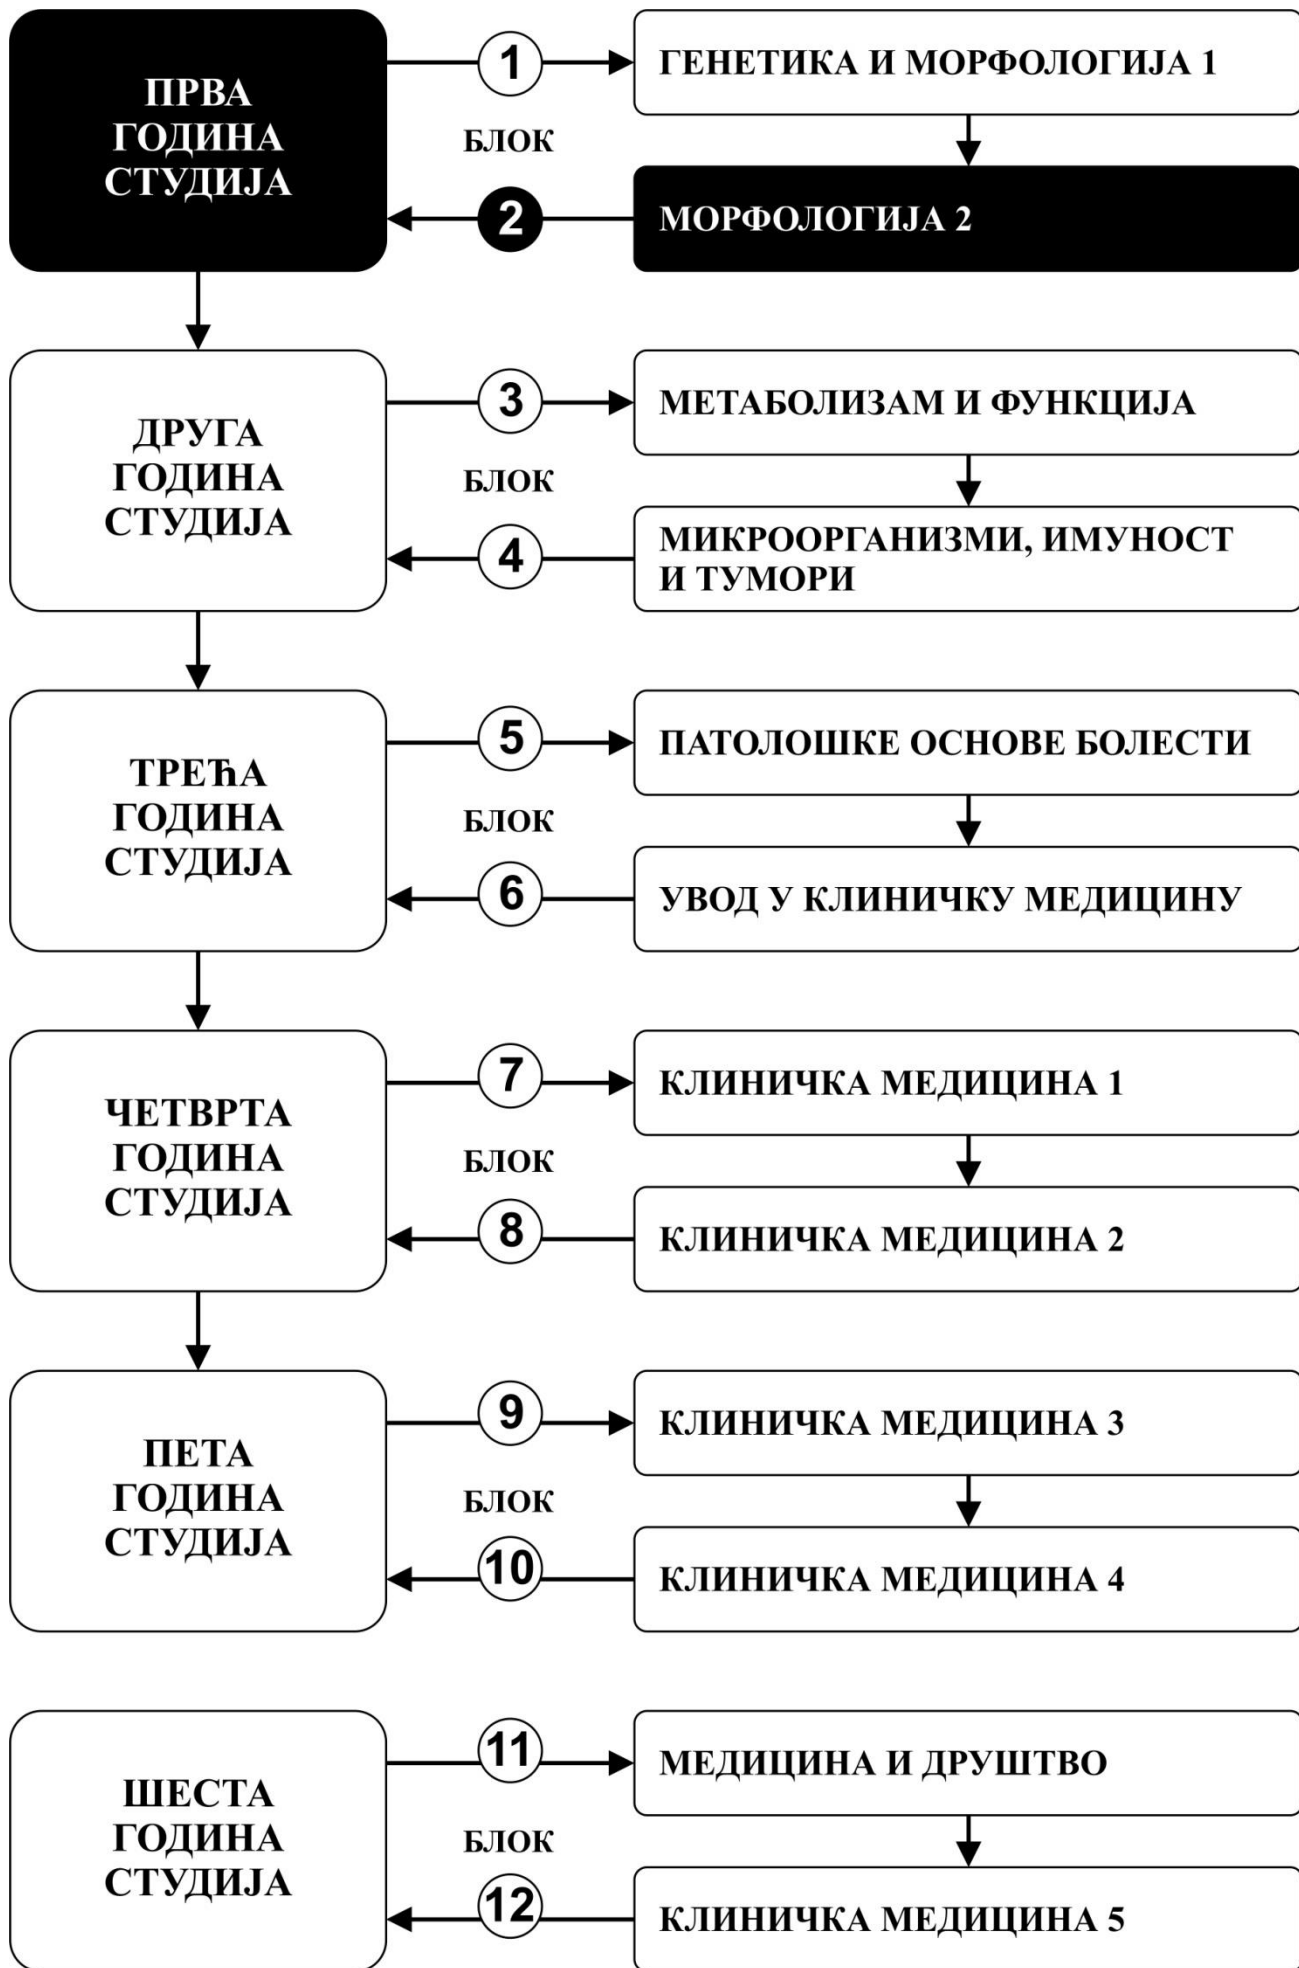 ПРВА
ГОДИНА
СТУДИЈА
1
БЛОК
2
ГЕНЕТИКА И МОРФОЛОГИЈА 1
МОРФОЛОГИЈА 2
ДРУГА
ГОДИНА
СТУДИЈА
3
БЛОК
4
МЕТАБОЛИЗАМ И ФУНКЦИЈА
МИКРООРГАНИЗМИ, ИМУНОСТ
И ТУМОРИ
ТРЕЋА
ГОДИНА
СТУДИЈА
5
БЛОК
6
ПАТОЛОШКЕ ОСНОВЕ БОЛЕСТИ
УВОД У КЛИНИЧКУ МЕДИЦИНУ
ЧЕТВРТА
ГОДИНА
СТУДИЈА
7
БЛОК
8
КЛИНИЧКА МЕДИЦИНА 1
КЛИНИЧКА МЕДИЦИНА 2
ПЕТА
ГОДИНА
СТУДИЈА
9
БЛОК
10
КЛИНИЧКА МЕДИЦИНА 3
КЛИНИЧКА МЕДИЦИНА 4
ШЕСТА
ГОДИНА
СТУДИЈА
11
БЛОК
12
МЕДИЦИНА И ДРУШТВО
КЛИНИЧКА МЕДИЦИНА 5